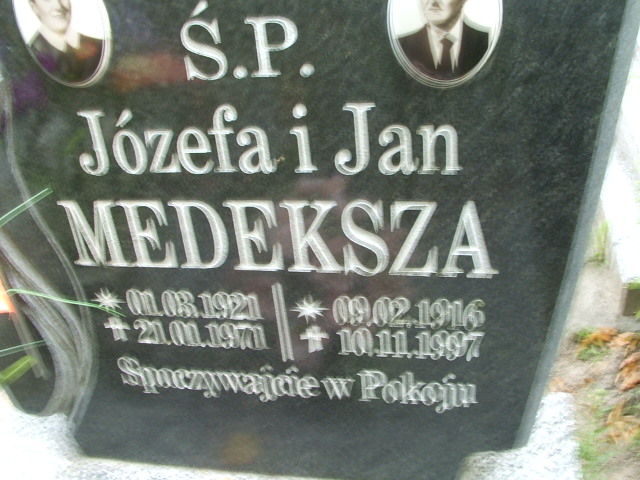 Ś.P.
Józefa i Jan
MEDEKSZA
* 01.03.1921 * 09.02.1916
✝ 21.01.1971 ✝ 10.11.1997
Spoczywajcie w Pokoju